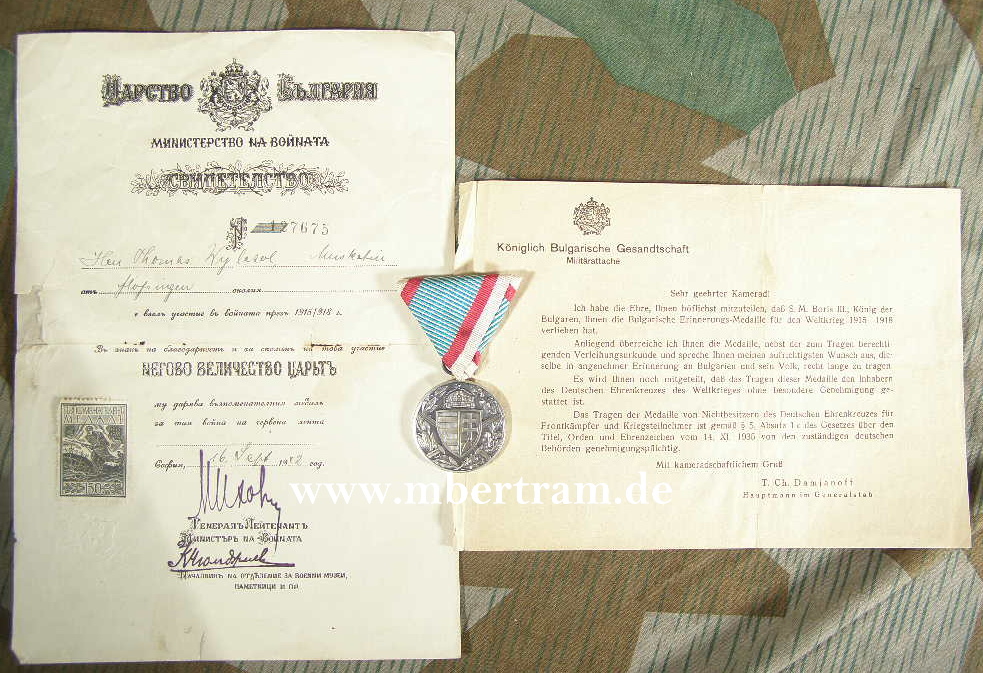 ЦАРСТВО БЪЛГАРИЯ
МИНИСТЕРСТВО НА ВОЙНАТА
СВИДЕТЕЛСТВО
№ 127675
Herr Thomas
отъ околия
е взелъ участие въ войната презъ 1915/1918 г.
Въ знакъ на благодарность и за споменъ на това участие
НЕГОВО ВЕЛИЧЕСТВО ЦАРЬТЪ
му дарява възпоменателния медалъ
за тая война на червена лента
София, 16. Sept 1942 год.
ГЕНЕРАЛЪ ЛЕЙТЕНАНТЪ
МИНИСТЪРЪ НА ВОЙНАТА
НАЧАЛНИКЪ НА ОТДѢЛЕНИЕ ЗА ВОЕННИ МУЗЕИ,
ПАМЕТНИЦИ И ПР.
150
Königlich Bulgarische Gesandtschaft
Militärattache
Sehr geehrter Kamerad!
Ich habe die Ehre, Ihnen höflichst mitzuteilen, daß S. M. Boris III., König der
Bulgaren, Ihnen die Bulgarische Erinnerungs-Medaille für den Weltkrieg 1915–1918
verliehen hat.
Anliegend überreiche ich Ihnen die Medaille, nebst der zum Tragen berechti-
genden Verleihungsurkunde und spreche Ihnen meinen aufrichtigsten Wunsch aus, die-
selbe in angenehmer Erinnerung an Bulgarien und sein Volk, recht lange zu tragen.
Es wird Ihnen noch mitgeteilt, daß das Tragen dieser Medaille den Inhabern
des Deutschen Ehrenkreuzes des Weltkrieges ohne besondere Genehmigung ge-
stattet ist.
Das Tragen der Medaille von Nichtbesitzern des Deutschen Ehrenkreuzes für
Frontkämpfer und Kriegsteilnehmer ist gemäß § 5, Absatz 1 c des Gesetzes über den
Titel, Orden und Ehrenzeichen vom 14. XI. 1935 von den zuständigen deutschen
Behörden genehmigungspflichtig.
Mit kameradschaftlichem Gruß
T. Ch. Damjanoff
Hauptmann im Generalstab
www.mbertram.de